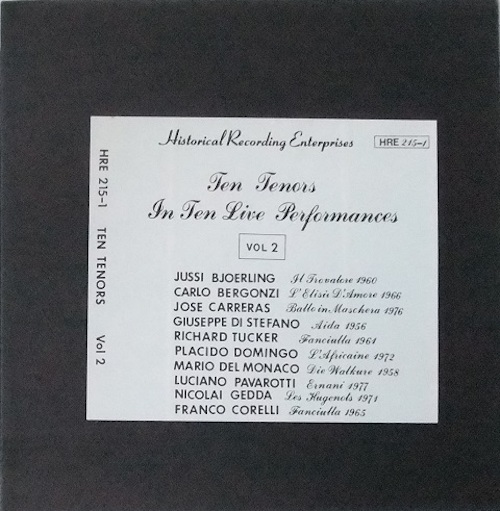 Historical Recording Enterprises
HRE 215-1
Ten Tenors
In Ten Live Performances
VOL 2
JUSSI BJOERLING Il Trovatore 1960
CARLO BERGONZI L'Elisir D'Amore 1966
JOSE CARRERAS Ballo in Maschera 1976
GIUSEPPE DI STEFANO Aida 1956
RICHARD TUCKER Fanciulla 1961
PLACIDO DOMINGO L'Africaine 1972
MARIO DEL MONACO Die Walkure 1958
LUCIANO PAVAROTTI Ernani 1977
NICOLAI GEDDA Les Hugenots 1971
FRANCO CORELLI Fanciulla 1965
HRE 215-1 TEN TENORS Vol 2